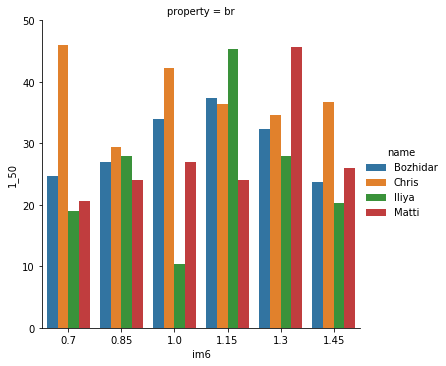 property = br
50
40
30
20
10
0
1_50
0.7 0.85 1.0 1.15 1.3 1.45
im6
name
Bozhidar
Chris
Iliya
Matti